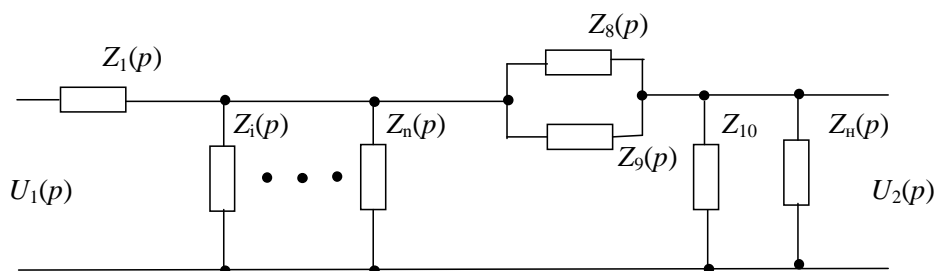 Z₈(p)
Z₁(p)
Zᵢ(p) Zₙ(p) Z₁₀ Zн(p)
Z₉(p)
U₁(p) U₂(p)